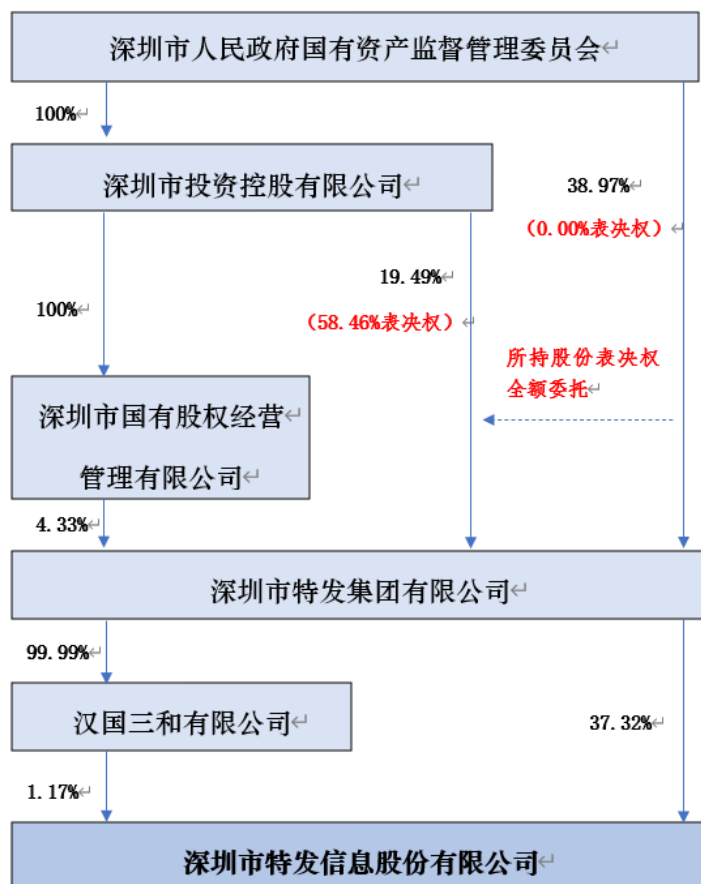 深圳市人民政府国有资产监督管理委员会
100%
深圳市投资控股有限公司
38.97%
（0.00%表决权）
19.49%
100%
（58.46%表决权）
所持股份表决权
全额委托
深圳市国有股权经营
管理有限公司
4.33%
深圳市特发集团有限公司
99.99%
汉国三和有限公司
37.32%
1.17%
深圳市特发信息股份有限公司